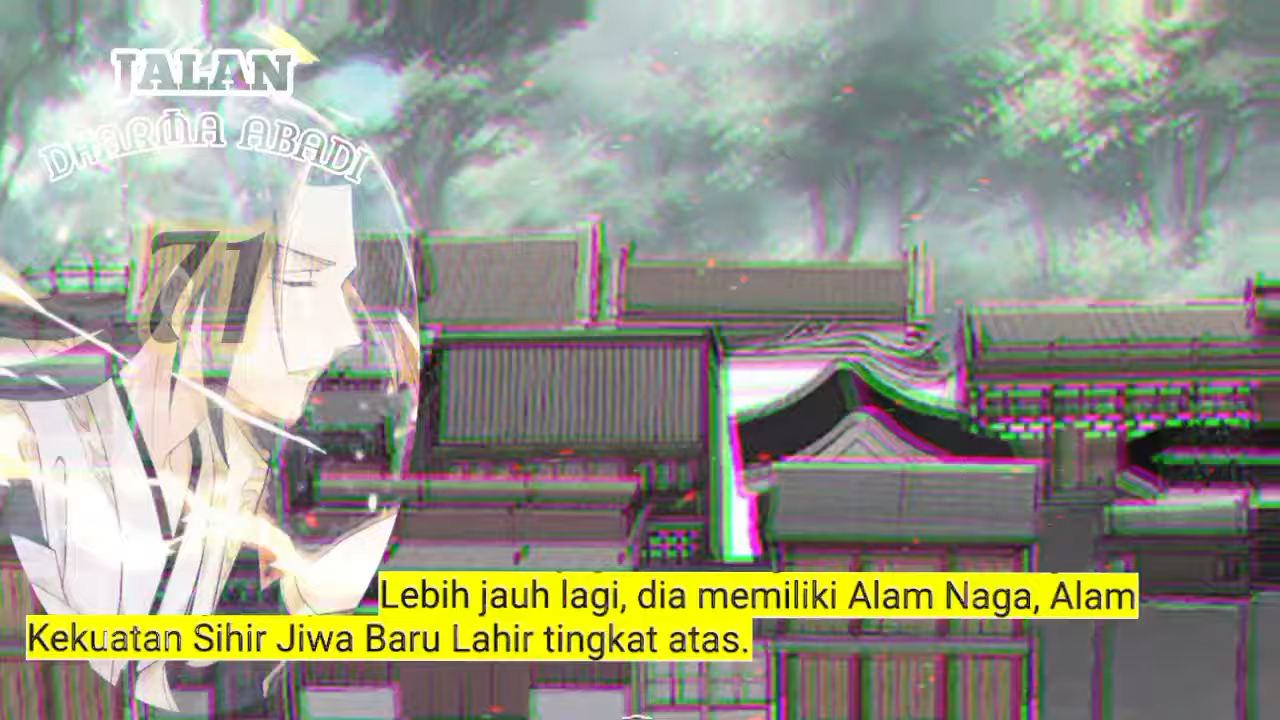 JALAN
DHARMA ABADI
71
Lebih jauh lagi, dia memiliki Alam Naga, Alam
Kekuatan Sihir Jiwa Baru Lahir tingkat atas.